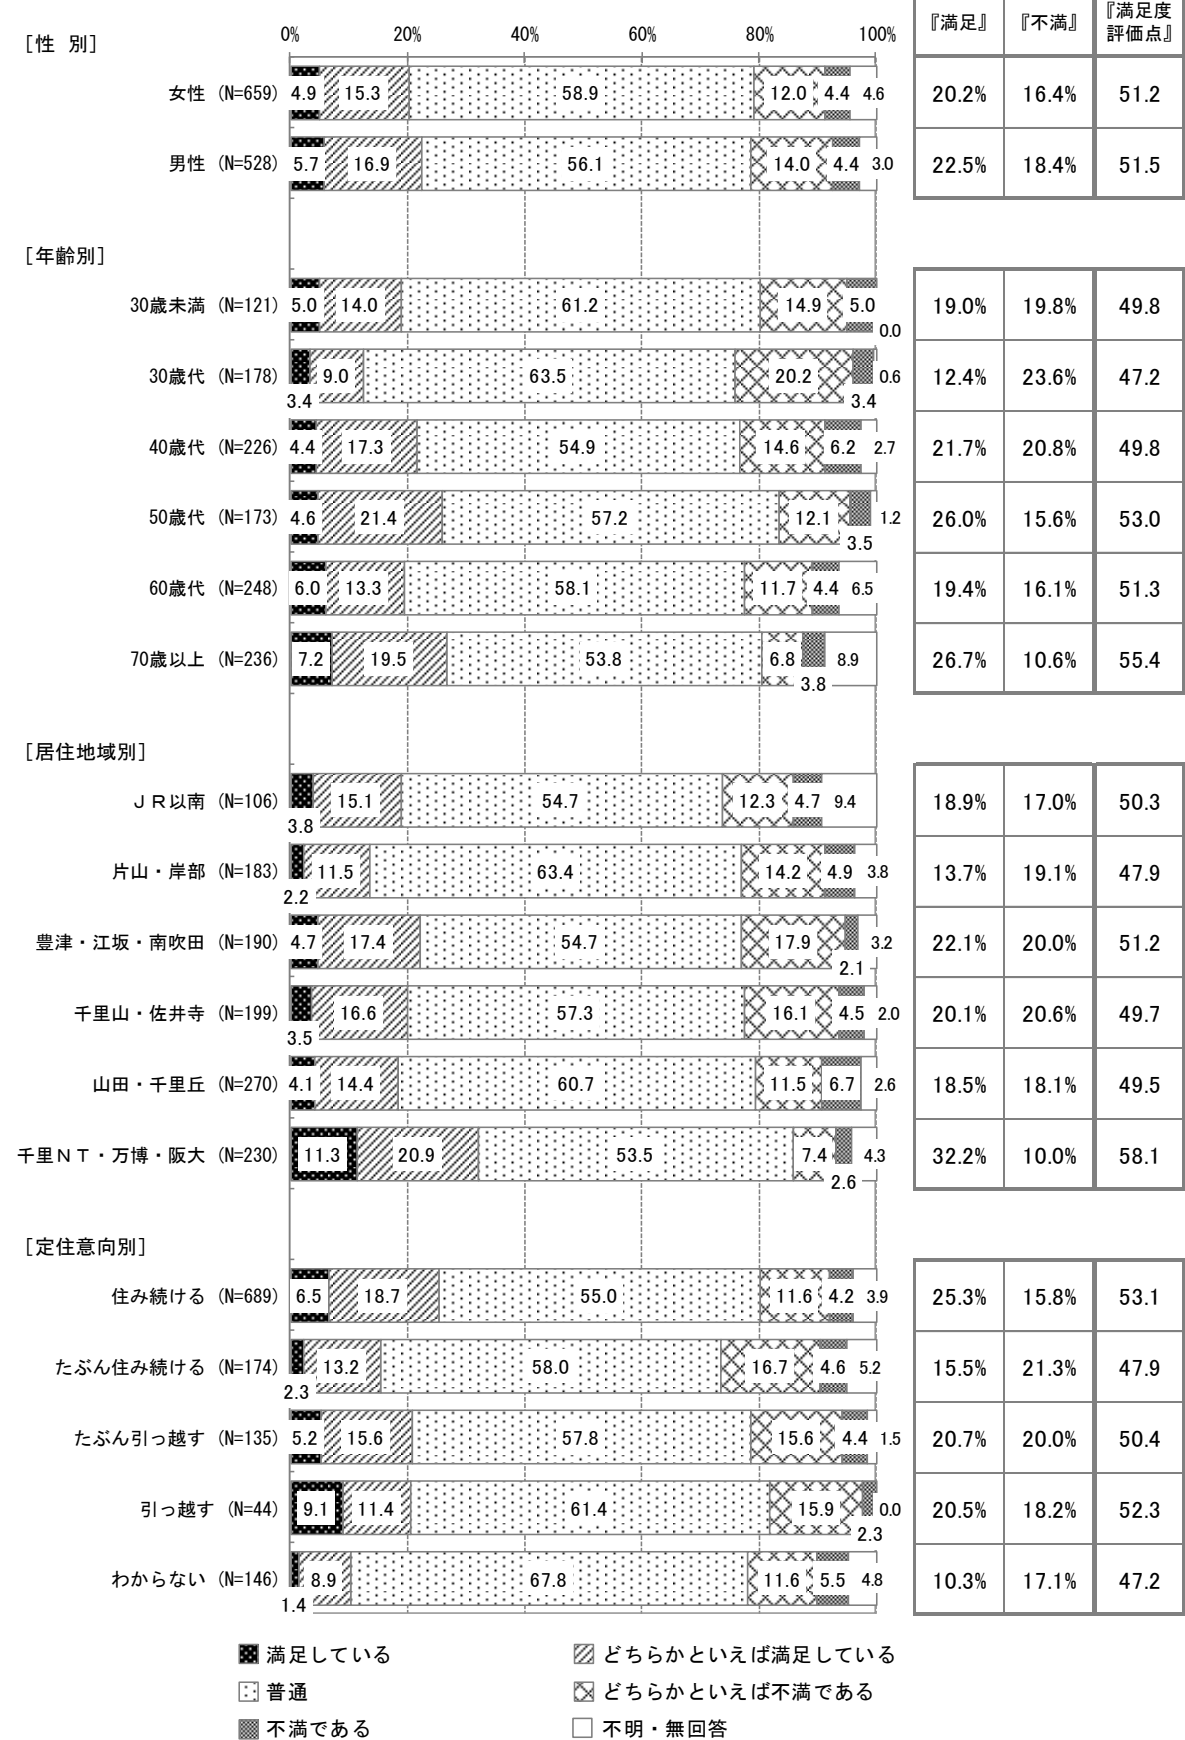 『満足』 『不満』 『満足度評価点』
[性 別] 0% 20% 40% 60% 80% 100%
女性 (N=659) 4.9 15.3 58.9 12.0 4.4 4.6 20.2% 16.4% 51.2
男性 (N=528) 5.7 16.9 56.1 14.0 4.4 3.0 22.5% 18.4% 51.5
[年齢別]
30歳未満 (N=121) 5.0 14.0 61.2 14.9 5.0 0.0 19.0% 19.8% 49.8
30歳代 (N=178) 3.4 9.0 63.5 20.2 3.4 0.6 12.4% 23.6% 47.2
40歳代 (N=226) 4.4 17.3 54.9 14.6 6.2 2.7 21.7% 20.8% 49.8
50歳代 (N=173) 4.6 21.4 57.2 12.1 3.5 1.2 26.0% 15.6% 53.0
60歳代 (N=248) 6.0 13.3 58.1 11.7 4.4 6.5 19.4% 16.1% 51.3
70歳以上 (N=236) 7.2 19.5 53.8 6.8 3.8 8.9 26.7% 10.6% 55.4
[居住地域別]
ＪＲ以南 (N=106) 3.8 15.1 54.7 12.3 4.7 9.4 18.9% 17.0% 50.3
片山・岸部 (N=183) 2.2 11.5 63.4 14.2 4.9 3.8 13.7% 19.1% 47.9
豊津・江坂・南吹田 (N=190) 4.7 17.4 54.7 17.9 2.1 3.2 22.1% 20.0% 51.2
千里山・佐井寺 (N=199) 3.5 16.6 57.3 16.1 4.5 2.0 20.1% 20.6% 49.7
山田・千里丘 (N=270) 4.1 14.4 60.7 11.5 6.7 2.6 18.5% 18.1% 49.5
千里ＮＴ・万博・阪大 (N=230) 11.3 20.9 53.5 7.4 2.6 4.3 32.2% 10.0% 58.1
[定住意向別]
住み続ける (N=689) 6.5 18.7 55.0 11.6 4.2 3.9 25.3% 15.8% 53.1
たぶん住み続ける (N=174) 2.3 13.2 58.0 16.7 4.6 5.2 15.5% 21.3% 47.9
たぶん引っ越す (N=135) 5.2 15.6 57.8 15.6 4.4 1.5 20.7% 20.0% 50.4
引っ越す (N=44) 9.1 11.4 61.4 15.9 2.3 0.0 20.5% 18.2% 52.3
わからない (N=146) 1.4 8.9 67.8 11.6 5.5 4.8 10.3% 17.1% 47.2
満足している どちらかといえば満足している
普通 どちらかといえば不満である
不満である 不明・無回答